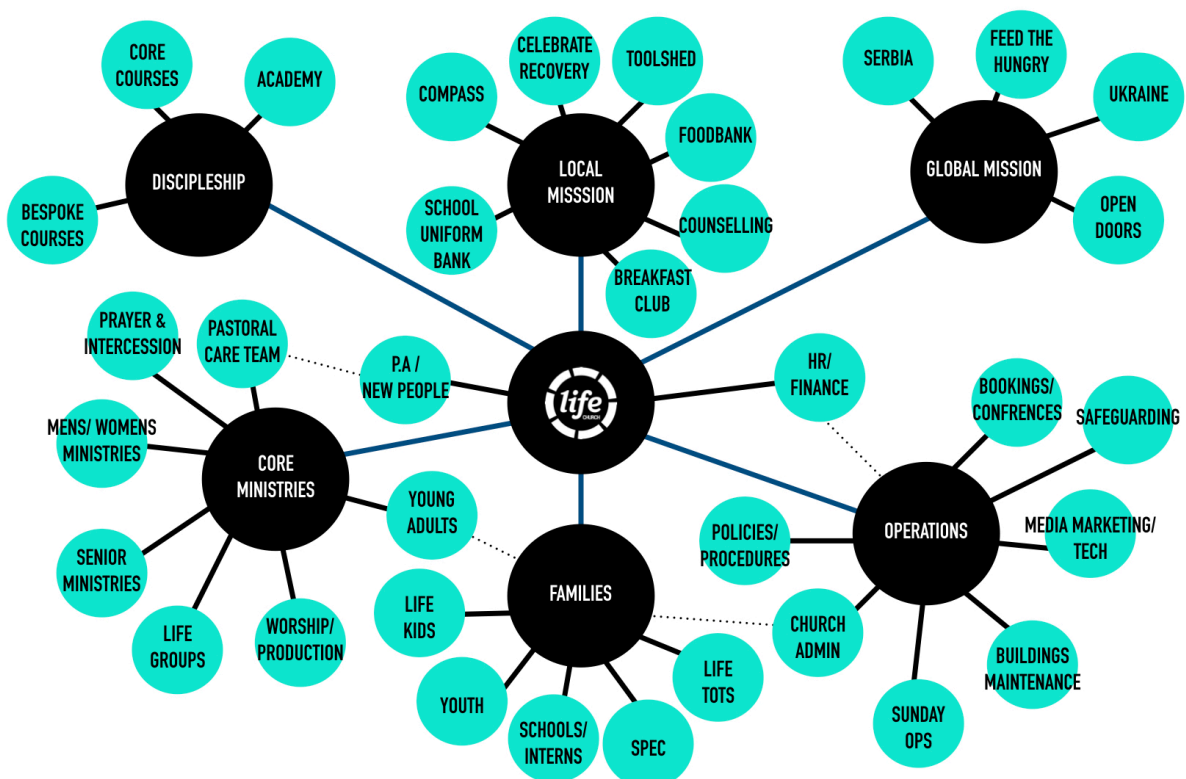 CORE
COURSES
ACADEMY
DISCIPLESHIP
BESPOKE
COURSES
CELEBRATE
RECOVERY
TOOLSHED
COMPASS
FOODBANK
LOCAL
MISSSION
SCHOOL
UNIFORM
BANK
COUNSELLING
BREAKFAST
CLUB
SERBIA
FEED THE
HUNGRY
UKRAINE
GLOBAL MISSION
OPEN
DOORS
PRAYER &
INTERCESSION
PASTORAL
CARE TEAM
P.A /
NEW PEOPLE
life
CHURCH
HR/
FINANCE
MENS/ WOMENS
MINISTRIES
CORE
MINISTRIES
YOUNG
ADULTS
SENIOR
MINISTRIES
LIFE
GROUPS
WORSHIP/
PRODUCTION
FAMILIES
LIFE
KIDS
YOUTH
SCHOOLS/
INTERNS
SPEC
LIFE
TOTS
BOOKINGS/
CONFRENCES
SAFEGUARDING
OPERATIONS
POLICIES/
PROCEDURES
MEDIA MARKETING/
TECH
CHURCH
ADMIN
BUILDINGS
MAINTENANCE
SUNDAY
OPS